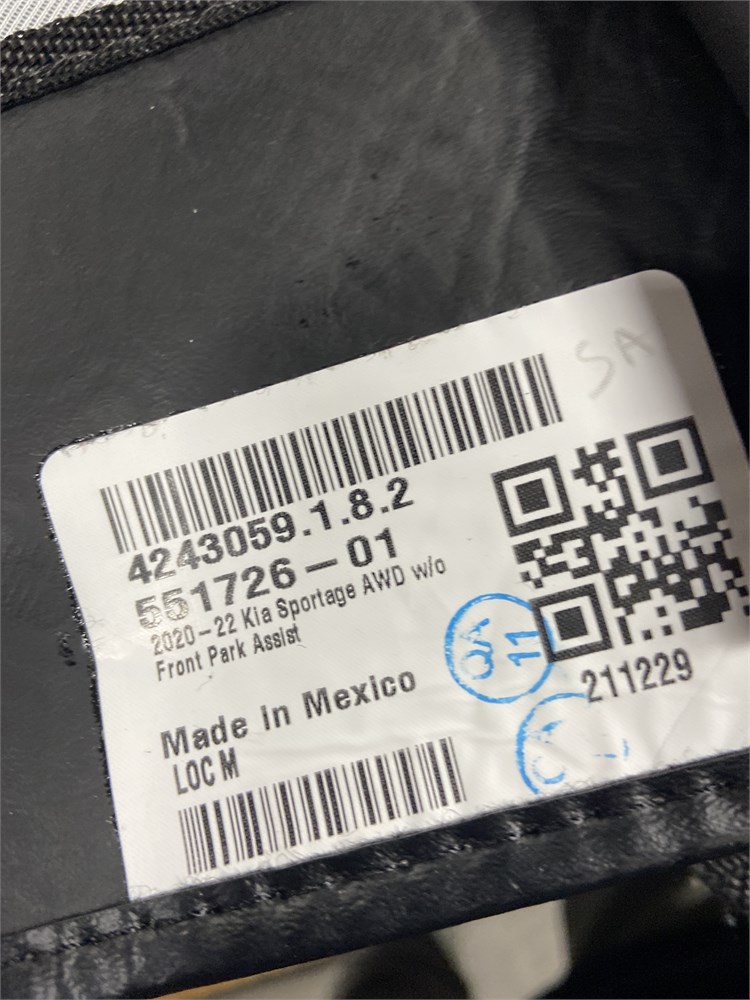 SA
4243059.1.8.2
551726-01
2020-22 Kia Sportage AWD w/o
Front Park Assist
QA
11
211229
Made in Mexico
LOC M